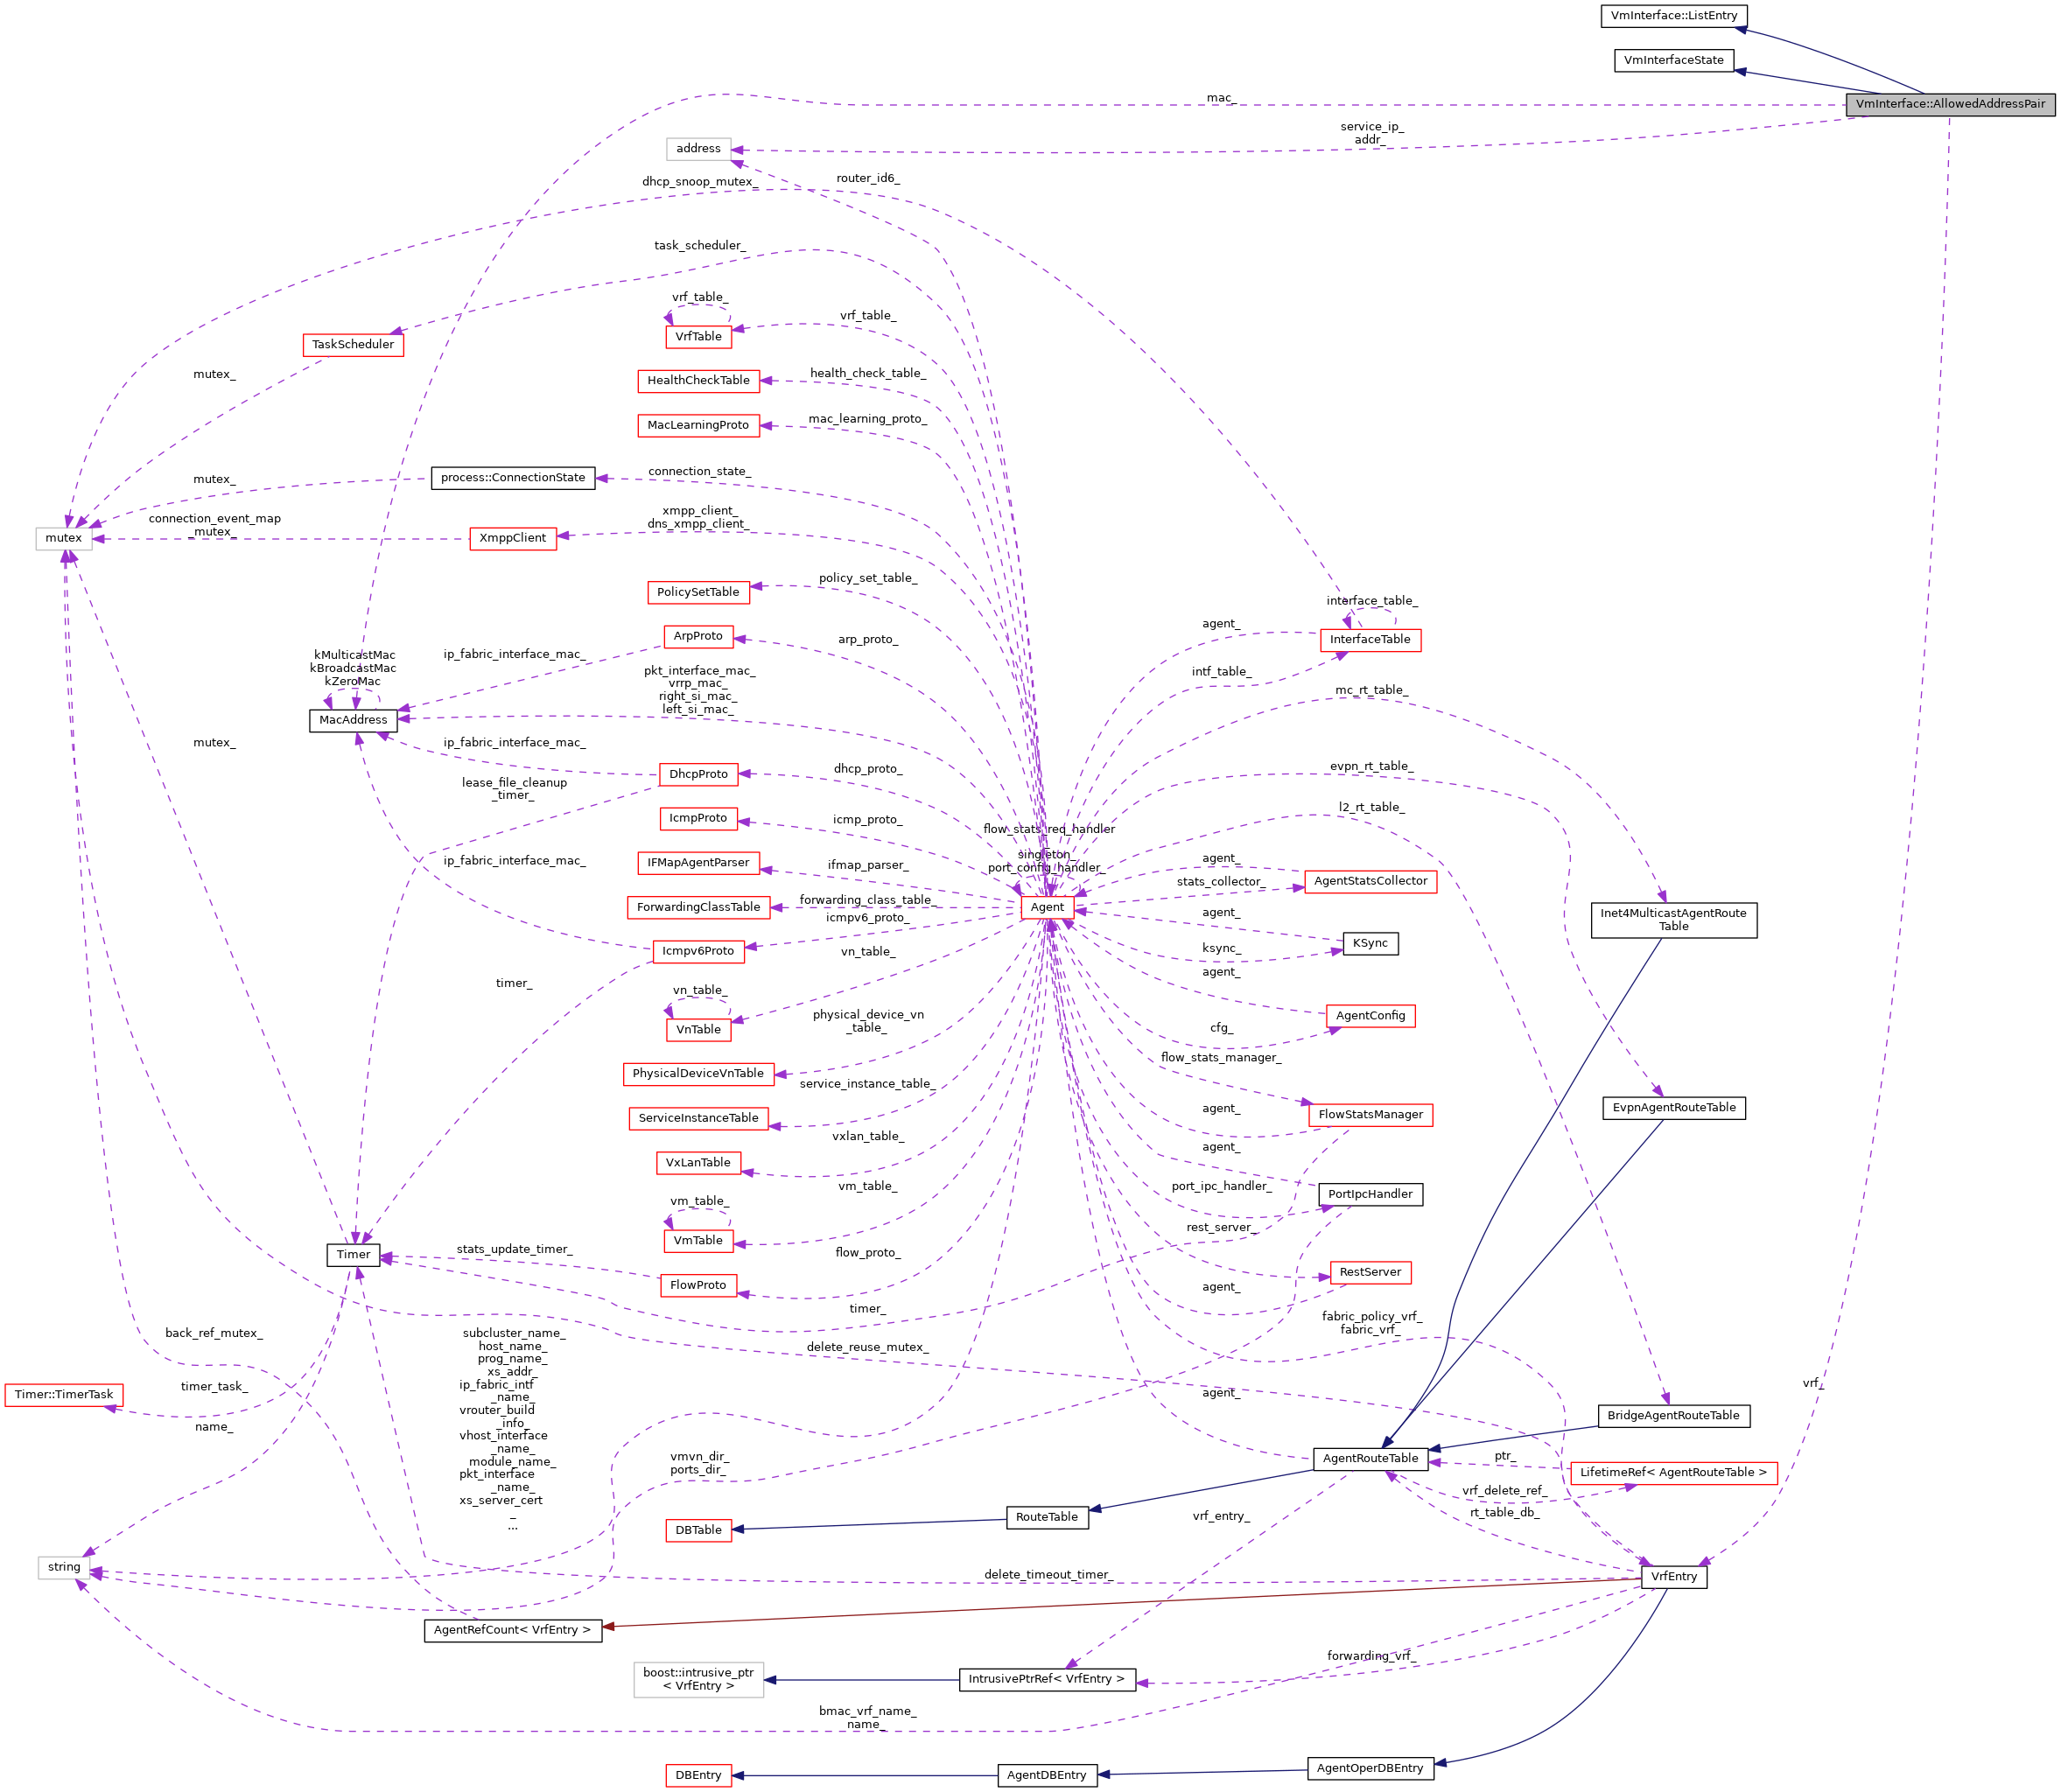 VmInterface::ListEntry
VmInterfaceState
VmInterface::AllowedAddressPair
mac_
service_ip_
addr_
address
router_id6_
dhcp_snoop_mutex_
task_scheduler_
vrf_table_
vrf_table_
VrfTable
TaskScheduler
health_check_table_
HealthCheckTable
mutex_
mac_learning_proto_
MacLearningProto
connection_state_
process::ConnectionState
mutex_
xmpp_client_
dns_xmpp_client_
connection_event_map
_mutex_
XmppClient
mutex
policy_set_table_
PolicySetTable
interface_table_
agent_
InterfaceTable
arp_proto_
ArpProto
ip_fabric_interface_mac_
kMulticastMac
kBroadcastMac
kZeroMac
pkt_interface_mac_
vrrp_mac_
right_si_mac_
left_si_mac_
intf_table_
mc_rt_table_
MacAddress
mutex_
ip_fabric_interface_mac_
dhcp_proto_
DhcpProto
evpn_rt_table_
lease_file_cleanup
_timer_
l2_rt_table_
icmp_proto_
IcmpProto
flow_stats_req_handler
_
singleton_
port_config_handler_
ip_fabric_interface_mac_
ifmap_parser_
IFMapAgentParser
agent_
stats_collector_
AgentStatsCollector
forwarding_class_table_
ForwardingClassTable
Agent
icmpv6_proto_
agent_
Inet4MulticastAgentRoute
Table
Icmpv6Proto
vn_table_
ksync_
KSync
timer_
agent_
vn_table_
VnTable
physical_device_vn
_table_
cfg_
AgentConfig
PhysicalDeviceVnTable
flow_stats_manager_
service_instance_table_
ServiceInstanceTable
agent_
FlowStatsManager
EvpnAgentRouteTable
vxlan_table_
VxLanTable
agent_
vm_table_
vm_table_
VmTable
port_ipc_handler_
PortIpcHandler
rest_server_
Timer
stats_update_timer_
flow_proto_
FlowProto
agent_
RestServer
timer_
fabric_policy_vrf_
fabric_vrf_
back_ref_mutex_
delete_reuse_mutex_
subcluster_name_
host_name_
prog_name_
xs_addr_
ip_fabric_intf
_name_
vrouter_build
_info_
vhost_interface
_name_
module_name_
pkt_interface
_name_
xs_server_cert
_
...
Timer::TimerTask
timer_task_
name_
agent_
vrf_
BridgeAgentRouteTable
vmvn_dir_
ports_dir_
AgentRouteTable
ptr_
LifetimeRef< AgentRouteTable >
vrf_delete_ref_
rt_table_db_
vrf_entry_
RouteTable
DBTable
string
delete_timeout_timer_
VrfEntry
AgentRefCount< VrfEntry >
forwarding_vrf_
boost::intrusive_ptr
< VrfEntry >
IntrusivePtrRef< VrfEntry >
bmac_vrf_name_
name_
DBEntry
AgentDBEntry
AgentOperDBEntry